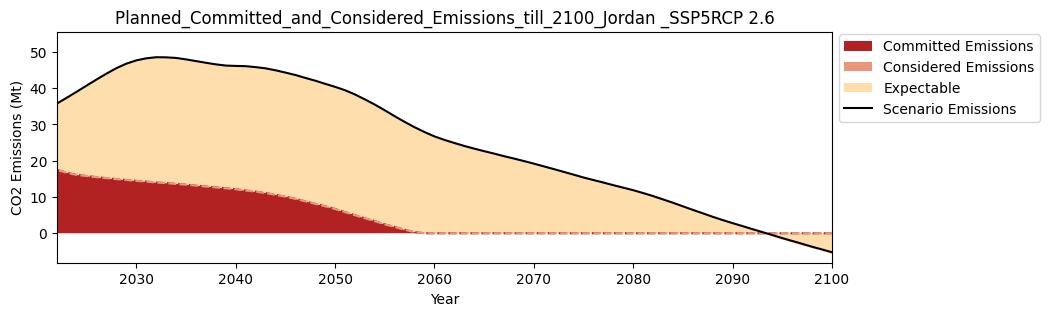 Planned_Committed_and_Considered_Emissions_till_2100_Jordan _SSP5RCP 2.6
Committed Emissions
Considered Emissions
Expectable
Scenario Emissions
CO2 Emissions (Mt)
50
40
30
20
10
0
2030 2040 2050 2060 2070 2080 2090 2100
Year